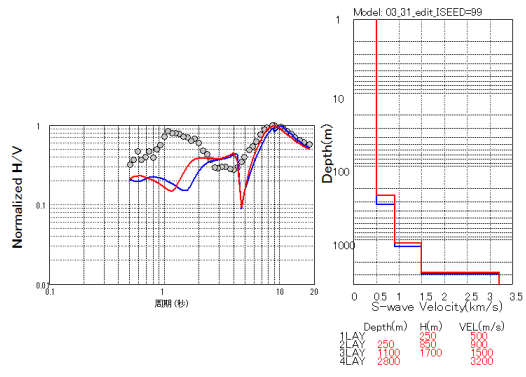 Model: 03_31_edit_ISEED=99
Normalized H/V
1
0.1
0.01
0.1
1
10
20
周期(秒)
Depth(m)
1
10
100
1000
0
0.5
1
1.5
2
2.5
3
3.5
S-wave Velocity(km/s)
Depth(m) H(m) VEL(m/s)
1LAY 250 500
2LAY 250 850 900
3LAY 1100 1700 1500
4LAY 2800 3200